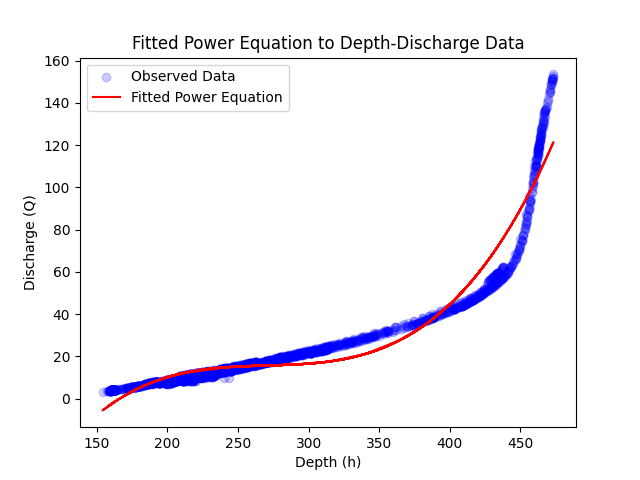 Fitted Power Equation to Depth-Discharge Data
Observed Data
Fitted Power Equation
160
140
120
100
80
60
40
20
0
Discharge (Q)
150 200 250 300 350 400 450
Depth (h)